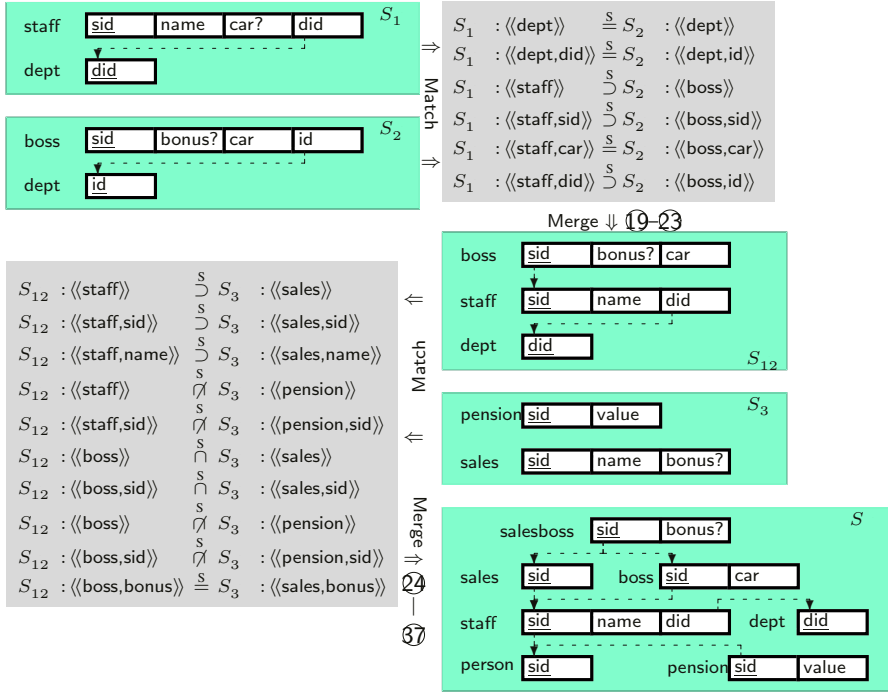 S1
staff sid name car? did
dept did
S2
boss sid bonus? car id
dept id
⇒
Match
⇒
S1 : ⟨⟨dept⟩⟩ S= S2 : ⟨⟨dept⟩⟩
S1 : ⟨⟨dept,did⟩⟩ S= S2 : ⟨⟨dept,id⟩⟩
S1 : ⟨⟨staff⟩⟩ S⊃ S2 : ⟨⟨boss⟩⟩
S1 : ⟨⟨staff,sid⟩⟩ S⊃ S2 : ⟨⟨boss,sid⟩⟩
S1 : ⟨⟨staff,car⟩⟩ S= S2 : ⟨⟨boss,car⟩⟩
S1 : ⟨⟨staff,did⟩⟩ S⊃ S2 : ⟨⟨boss,id⟩⟩
Merge ⇓ ⑲–㉓
boss sid bonus? car
staff sid name did
dept did
S12
S3
pension sid value
sales sid name bonus?
⇐
Match
⇐
S12 : ⟨⟨staff⟩⟩ S⊃ S3 : ⟨⟨sales⟩⟩
S12 : ⟨⟨staff,sid⟩⟩ S⊃ S3 : ⟨⟨sales,sid⟩⟩
S12 : ⟨⟨staff,name⟩⟩ S⊃ S3 : ⟨⟨sales,name⟩⟩
S12 : ⟨⟨staff⟩⟩ S∩̸ S3 : ⟨⟨pension⟩⟩
S12 : ⟨⟨staff,sid⟩⟩ S∩̸ S3 : ⟨⟨pension,sid⟩⟩
S12 : ⟨⟨boss⟩⟩ S∩ S3 : ⟨⟨sales⟩⟩
S12 : ⟨⟨boss,sid⟩⟩ S∩ S3 : ⟨⟨sales,sid⟩⟩
S12 : ⟨⟨boss⟩⟩ S∩̸ S3 : ⟨⟨pension⟩⟩
S12 : ⟨⟨boss,sid⟩⟩ S∩̸ S3 : ⟨⟨pension,sid⟩⟩
S12 : ⟨⟨boss,bonus⟩⟩ S= S3 : ⟨⟨sales,bonus⟩⟩
Merge
⇒
㉔
—
㊲
S
salesboss sid bonus?
sales sid boss sid car
staff sid name did dept did
person sid pension sid value